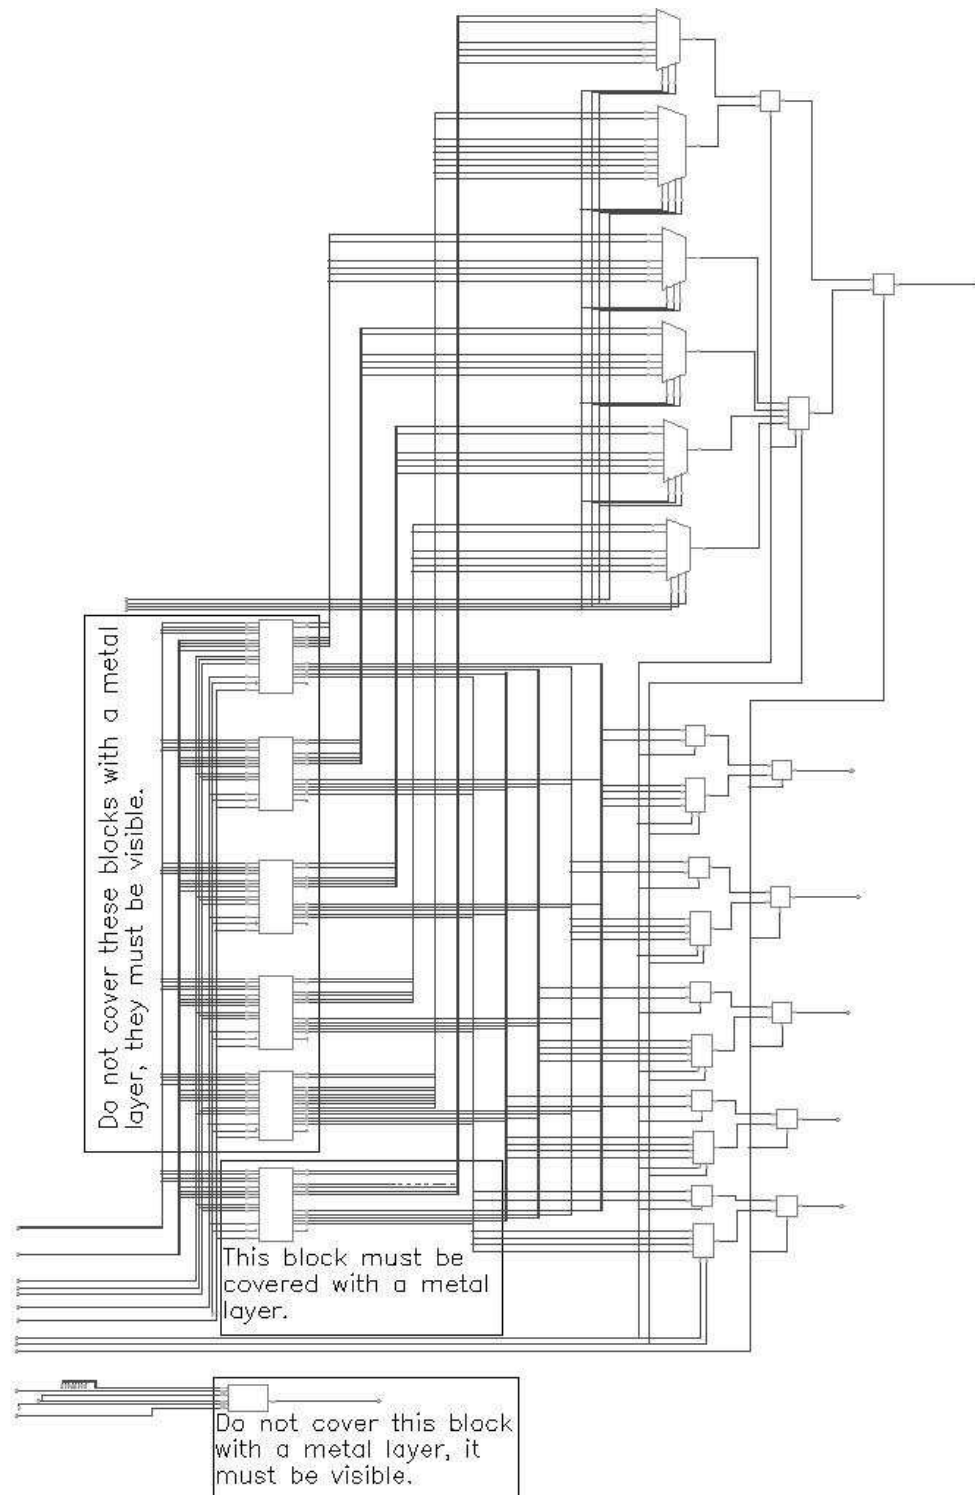 Do not cover these blocks with a metal
layer, they must be visible.
This block must be
covered with a metal
layer.
Do not cover this block
with a metal layer, it
must be visible.